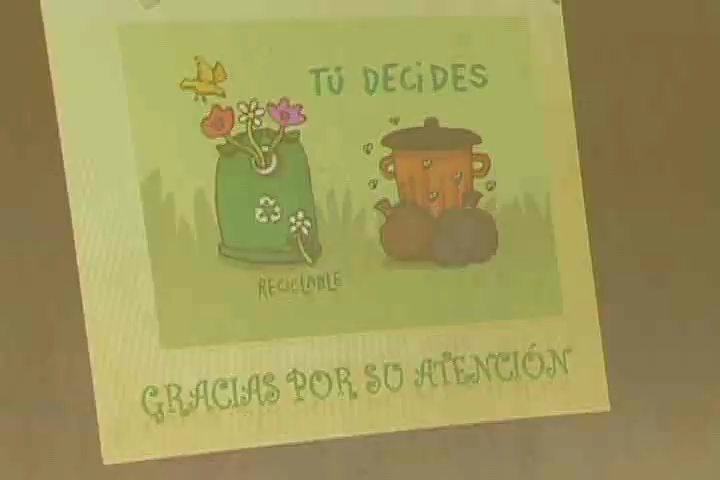 TÚ DECIDES
RECICLABLE
GRACIAS POR SU ATENCIÓN